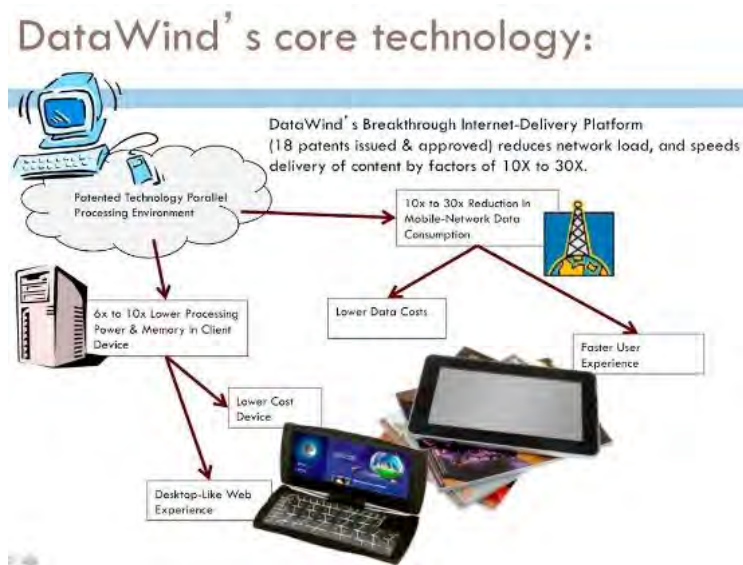 DataWind's core technology:
DataWind's Breakthrough Internet-Delivery Platform
(18 patents issued & approved) reduces network load, and speeds
delivery of content by factors of 10X to 30X.
Patented Technology Parallel
Processing Environment
10x to 30x Reduction In
Mobile-Network Data
Consumption
6x to 10x Lower Processing
Power & Memory In Client
Device
Lower Data Costs
Faster User
Experience
Lower Cost
Device
Desktop-Like Web
Experience